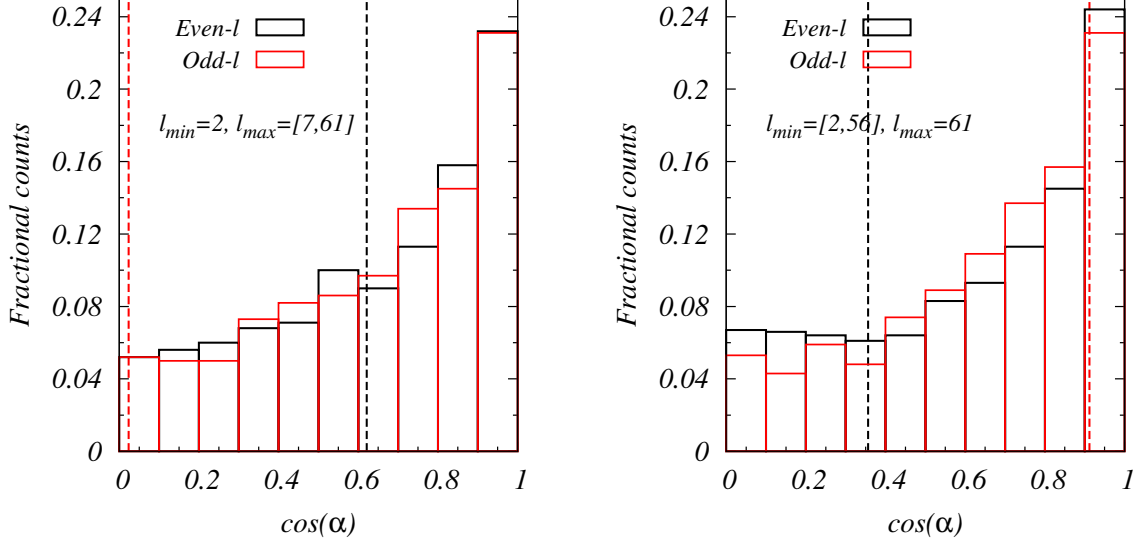 0.24
0.2
0.16
0.12
0.08
0.04
0
Fractional counts
Even-l
Odd-l
l_min=2, l_max=[7,61]
0 0.2 0.4 0.6 0.8 1
cos(α)
0.24
0.2
0.16
0.12
0.08
0.04
0
Fractional counts
Even-l
Odd-l
l_min=[2,56], l_max=61
0 0.2 0.4 0.6 0.8 1
cos(α)